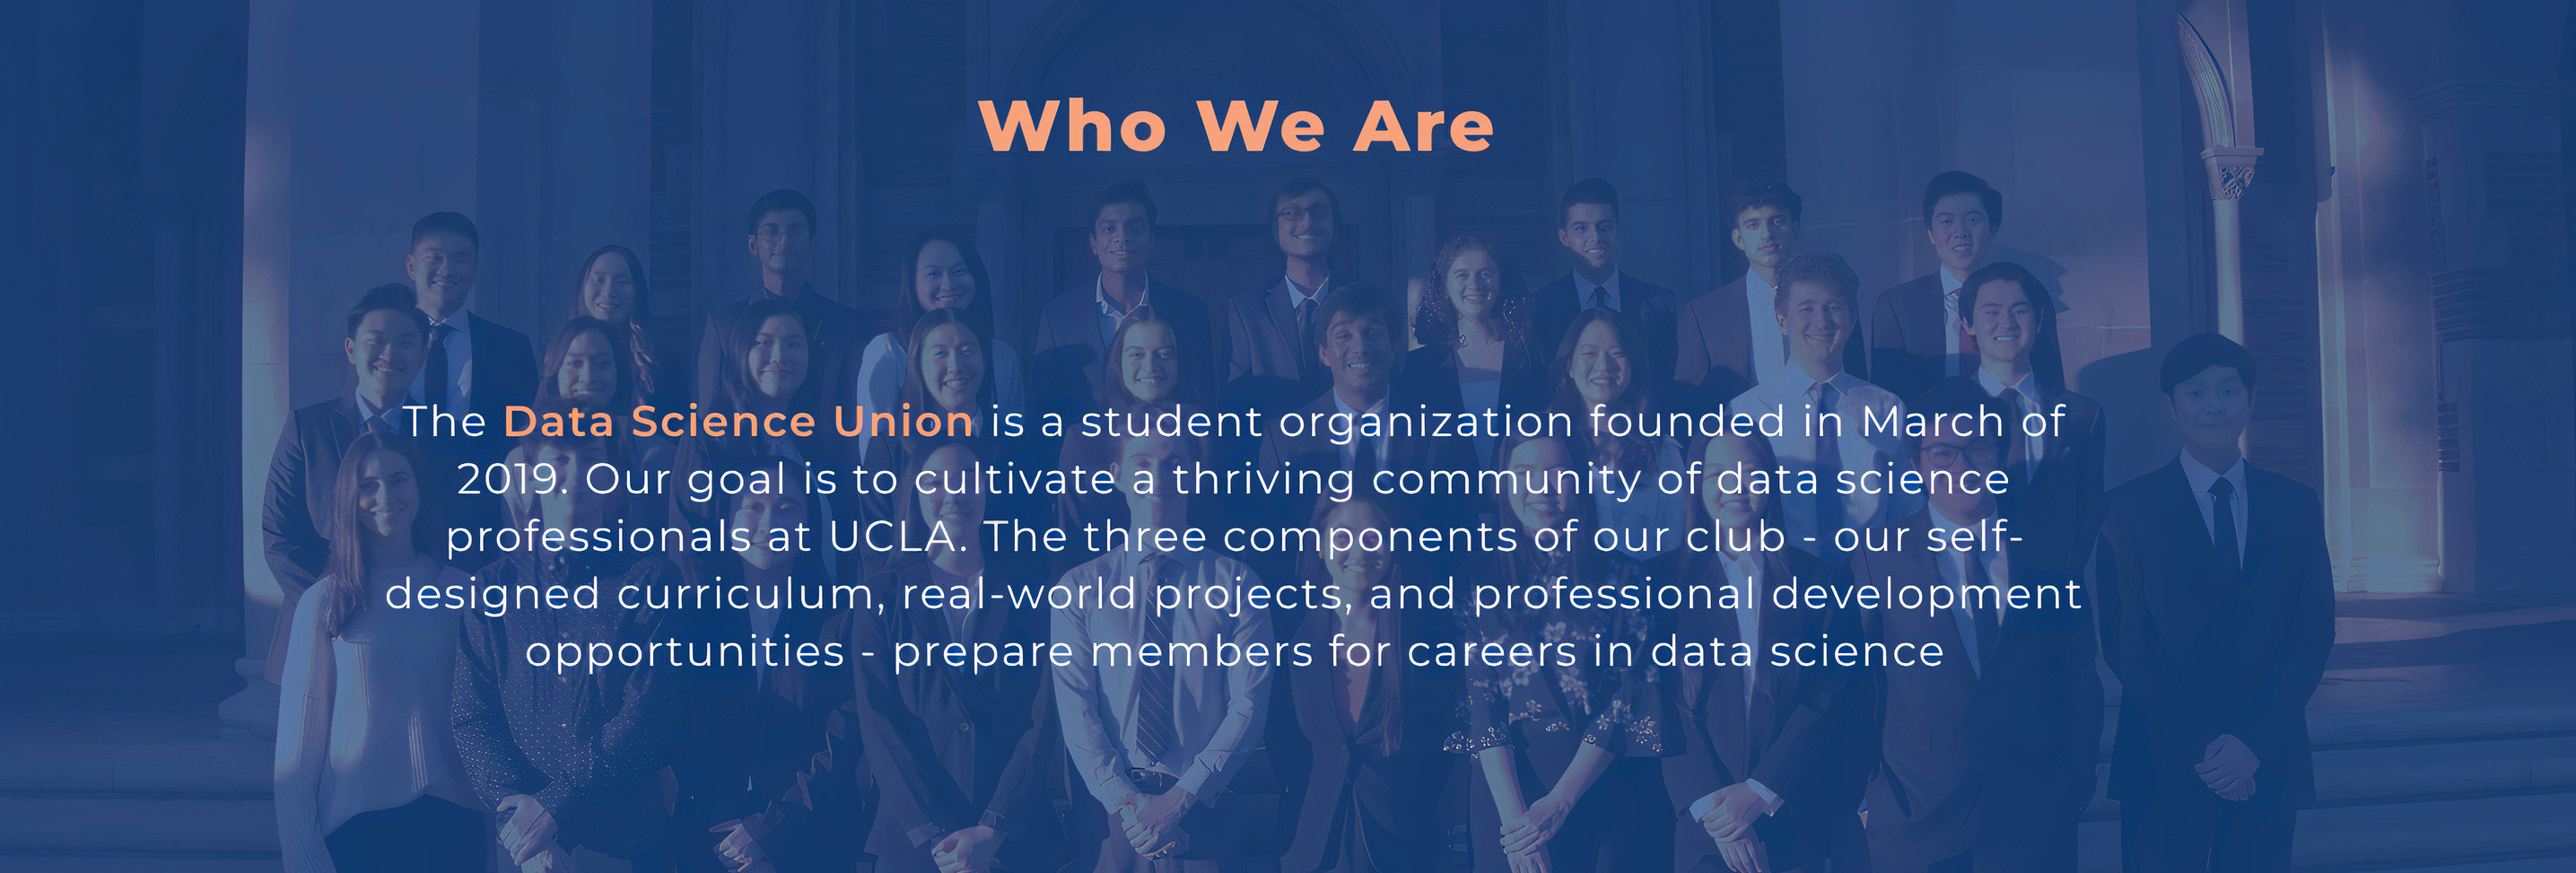 Who We Are
The Data Science Union is a student organization founded in March of
2019. Our goal is to cultivate a thriving community of data science
professionals at UCLA. The three components of our club - our self-
designed curriculum, real-world projects, and professional development
opportunities - prepare members for careers in data science